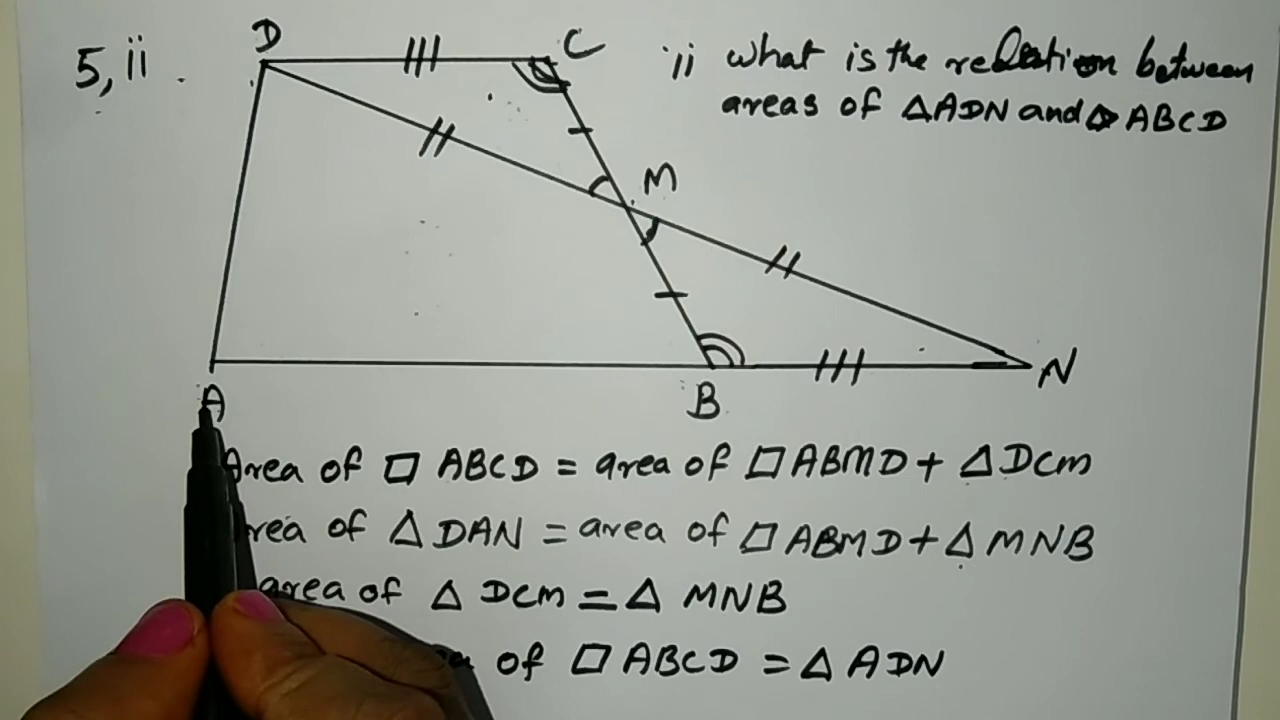 5, ii .
ii what is the relation between
areas of △ADN and ▱ ABCD
D
C
M
A
B
N
Area of ▱ ABCD = area of ▱ABMD + △DCM
rea of △ DAN = area of ▱ABMD + △MNB
area of △ DCM = △ MNB
of ▱ ABCD = △ ADN